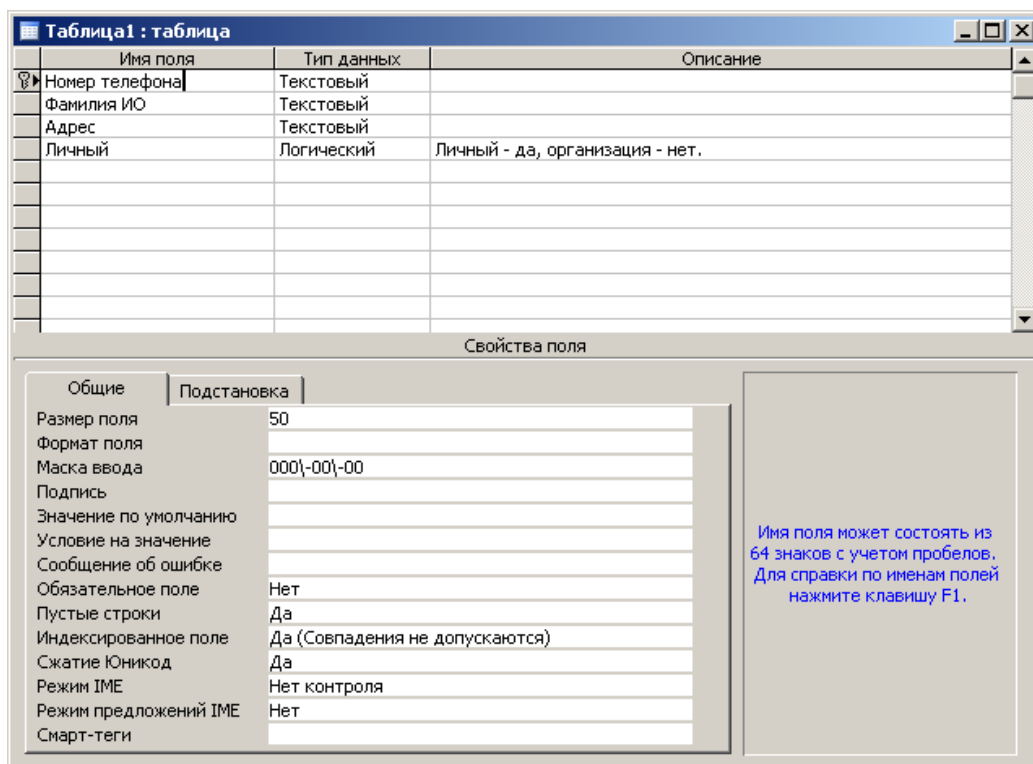 Таблица1 : таблица
Имя поля Тип данных Описание
Номер телефона Текстовый
Фамилия ИО Текстовый
Адрес Текстовый
Личный Логический Личный - да, организация - нет.
Свойства поля
Общие Подстановка
Размер поля 50
Формат поля
Маска ввода 000\-00\-00
Подпись
Значение по умолчанию
Условие на значение
Сообщение об ошибке
Обязательное поле Нет
Пустые строки Да
Индексированное поле Да (Совпадения не допускаются)
Сжатие Юникод Да
Режим IME Нет контроля
Режим предложений IME Нет
Смарт-теги
Имя поля может состоять из
64 знаков с учетом пробелов.
Для справки по именам полей
нажмите клавишу F1.